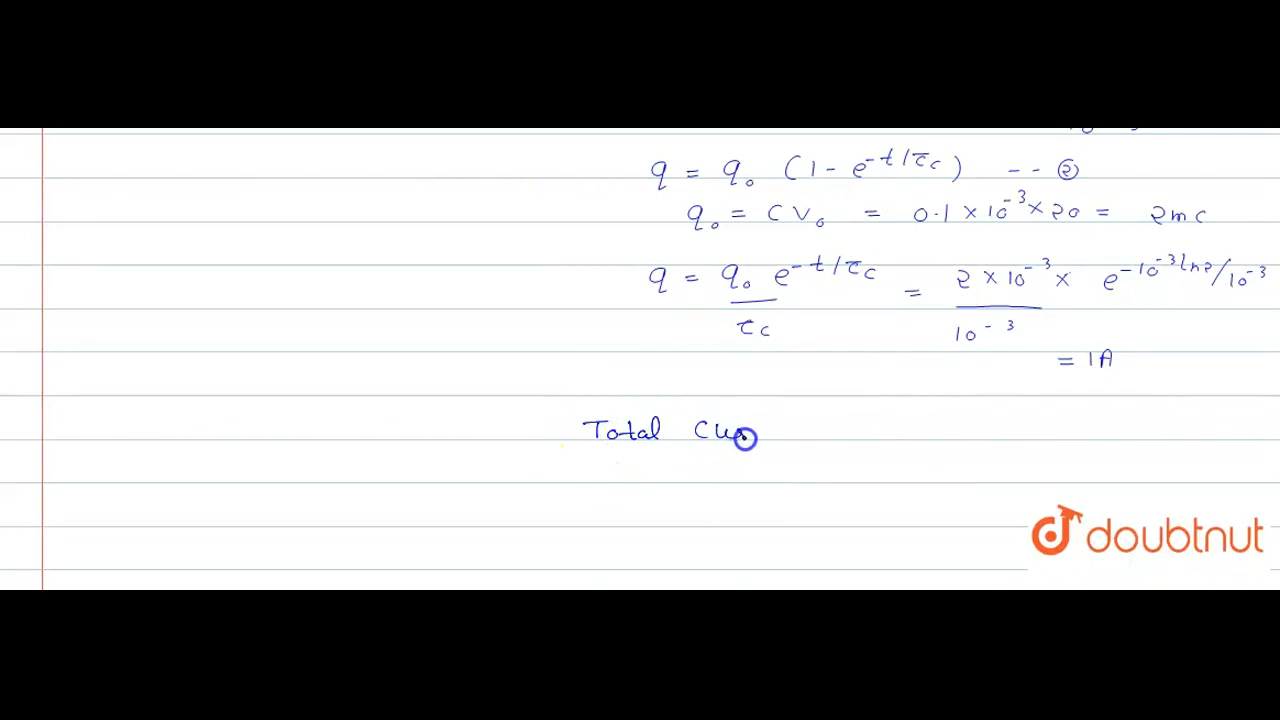 q = q₀ (1 - e^-t/τc) -- ②
q₀ = CV₀ = 0.1 × 10^-3 × 20 = 2mc
q = q₀ e^-t/τc / τc = 2 × 10^-3 × e^-10^-3 ln2/10^-3 / 10^-3
= 1A
Total
doubtnut